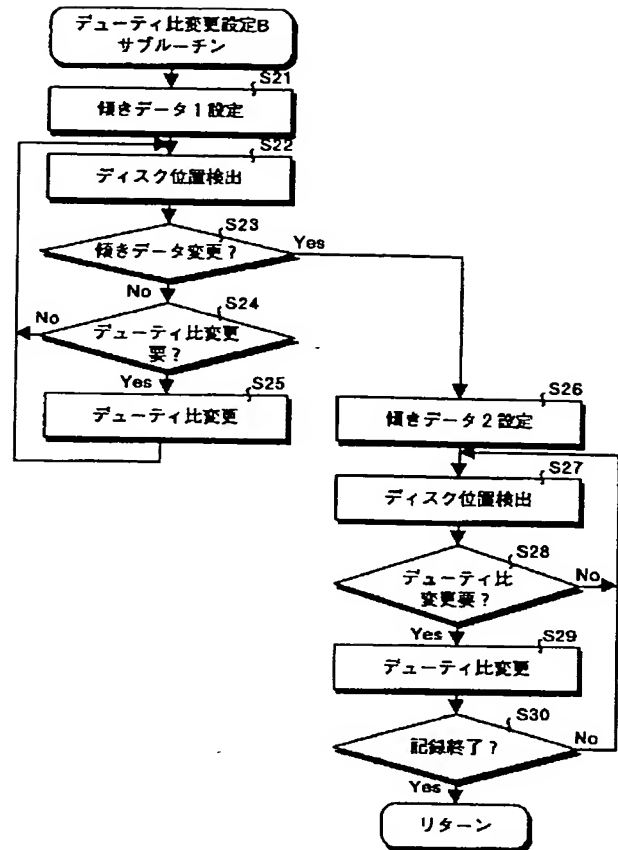 デューティ比変更設定B
サブルーチン
S21
傾きデータ1設定
S22
ディスク位置検出
S23
傾きデータ変更?
Yes
No
S24
No
デューティ比変更
要?
Yes
S25
デューティ比変更
S26
傾きデータ2設定
S27
ディスク位置検出
S28
デューティ比
変更要?
No
Yes
S29
デューティ比変更
S30
記録終了?
No
Yes
リターン